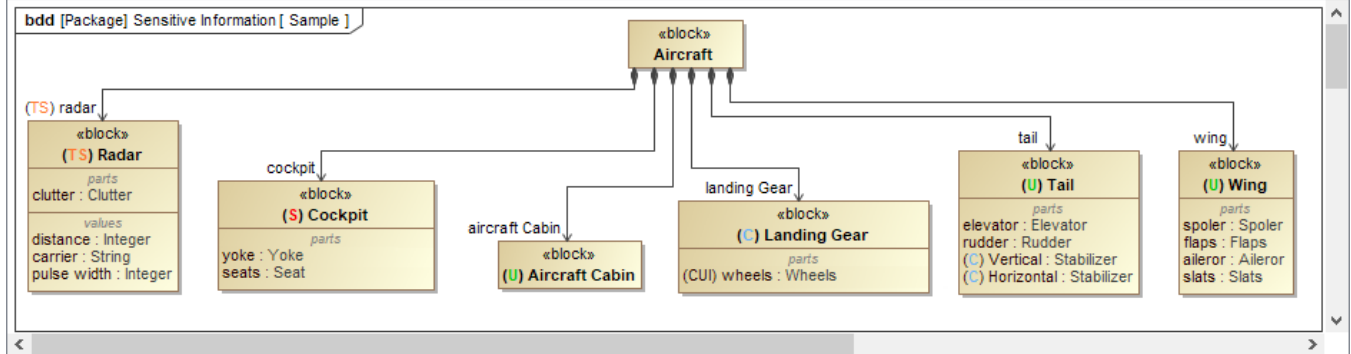 bdd [Package] Sensitive Information [ Sample ]
«block»
Aircraft
(TS) radar
«block»
(TS) Radar
parts
clutter : Clutter
values
distance : Integer
carrier : String
pulse width : Integer
cockpit
«block»
(S) Cockpit
parts
yoke : Yoke
seats : Seat
aircraft Cabin
«block»
(U) Aircraft Cabin
landing Gear
«block»
(C) Landing Gear
parts
(CUI) wheels : Wheels
tail
«block»
(U) Tail
parts
elevator : Elevator
rudder : Rudder
(C) Vertical : Stabilizer
(C) Horizontal : Stabilizer
wing
«block»
(U) Wing
parts
spoler : Spoler
flaps : Flaps
aileror : Aileror
slats : Slats